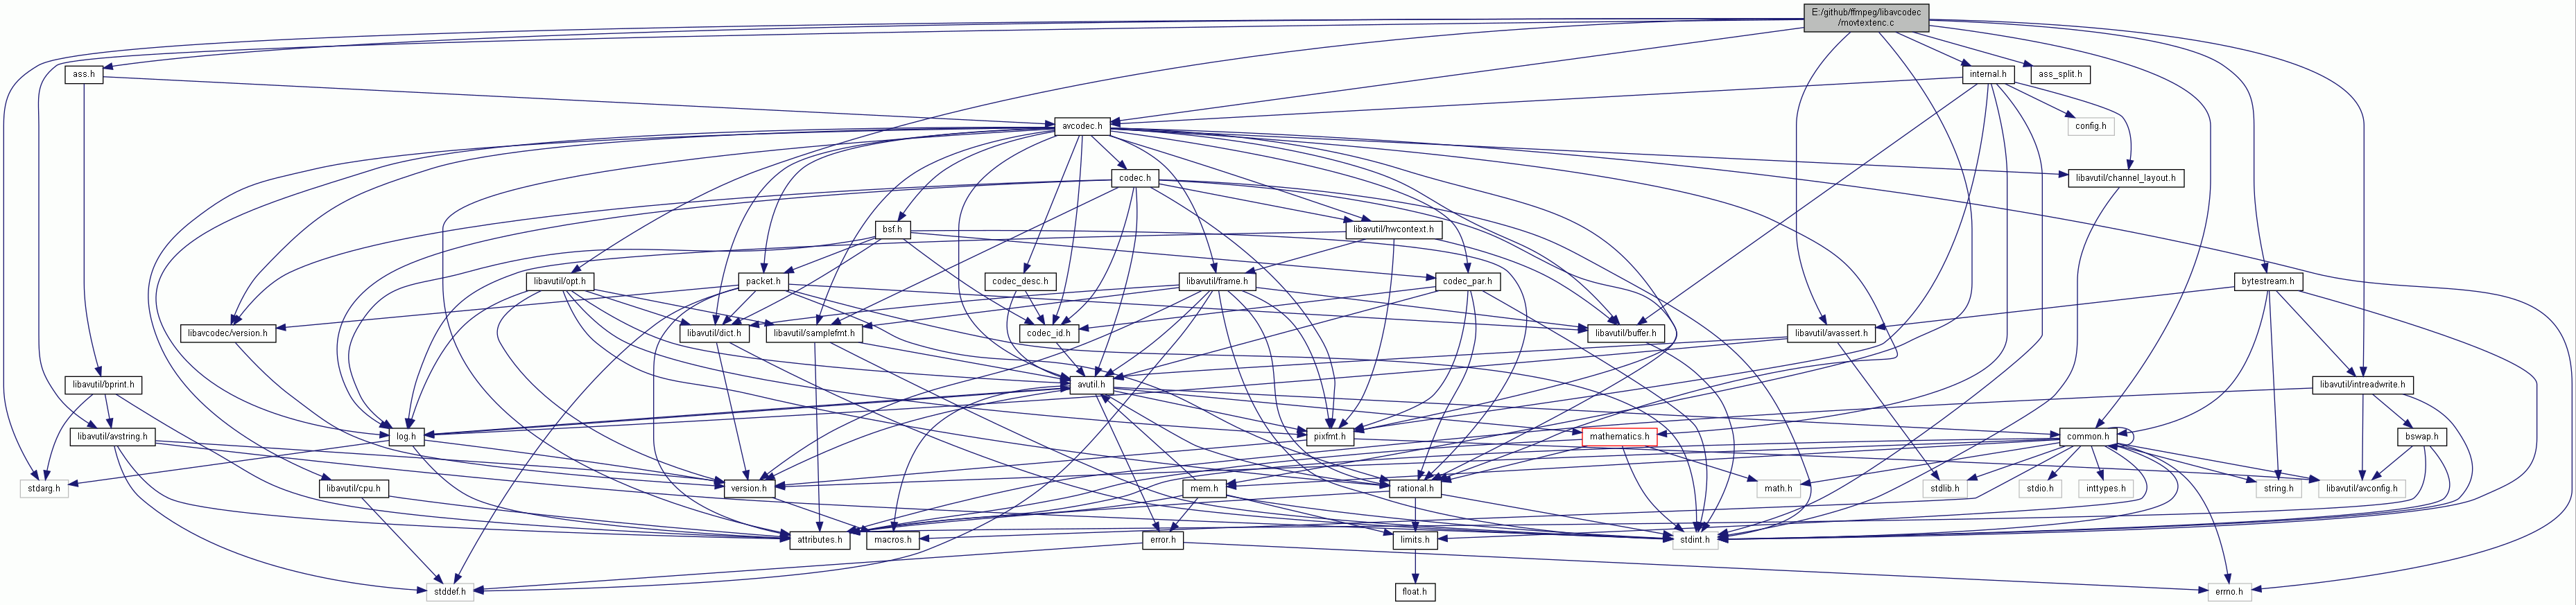 E:/github/ffmpeg/libavcodec
/movtextenc.c
ass.h
internal.h
ass_split.h
avcodec.h
config.h
codec.h
libavutil/channel_layout.h
bsf.h
libavutil/hwcontext.h
libavutil/opt.h
packet.h
codec_desc.h
libavutil/frame.h
codec_par.h
bytestream.h
libavcodec/version.h
libavutil/dict.h
libavutil/samplefmt.h
codec_id.h
libavutil/buffer.h
libavutil/avassert.h
libavutil/bprint.h
avutil.h
libavutil/intreadwrite.h
libavutil/avstring.h
log.h
pixfmt.h
mathematics.h
common.h
bswap.h
stdarg.h
libavutil/cpu.h
version.h
mem.h
rational.h
math.h
stdlib.h
stdio.h
inttypes.h
string.h
libavutil/avconfig.h
attributes.h
macros.h
error.h
limits.h
stdint.h
stddef.h
float.h
errno.h